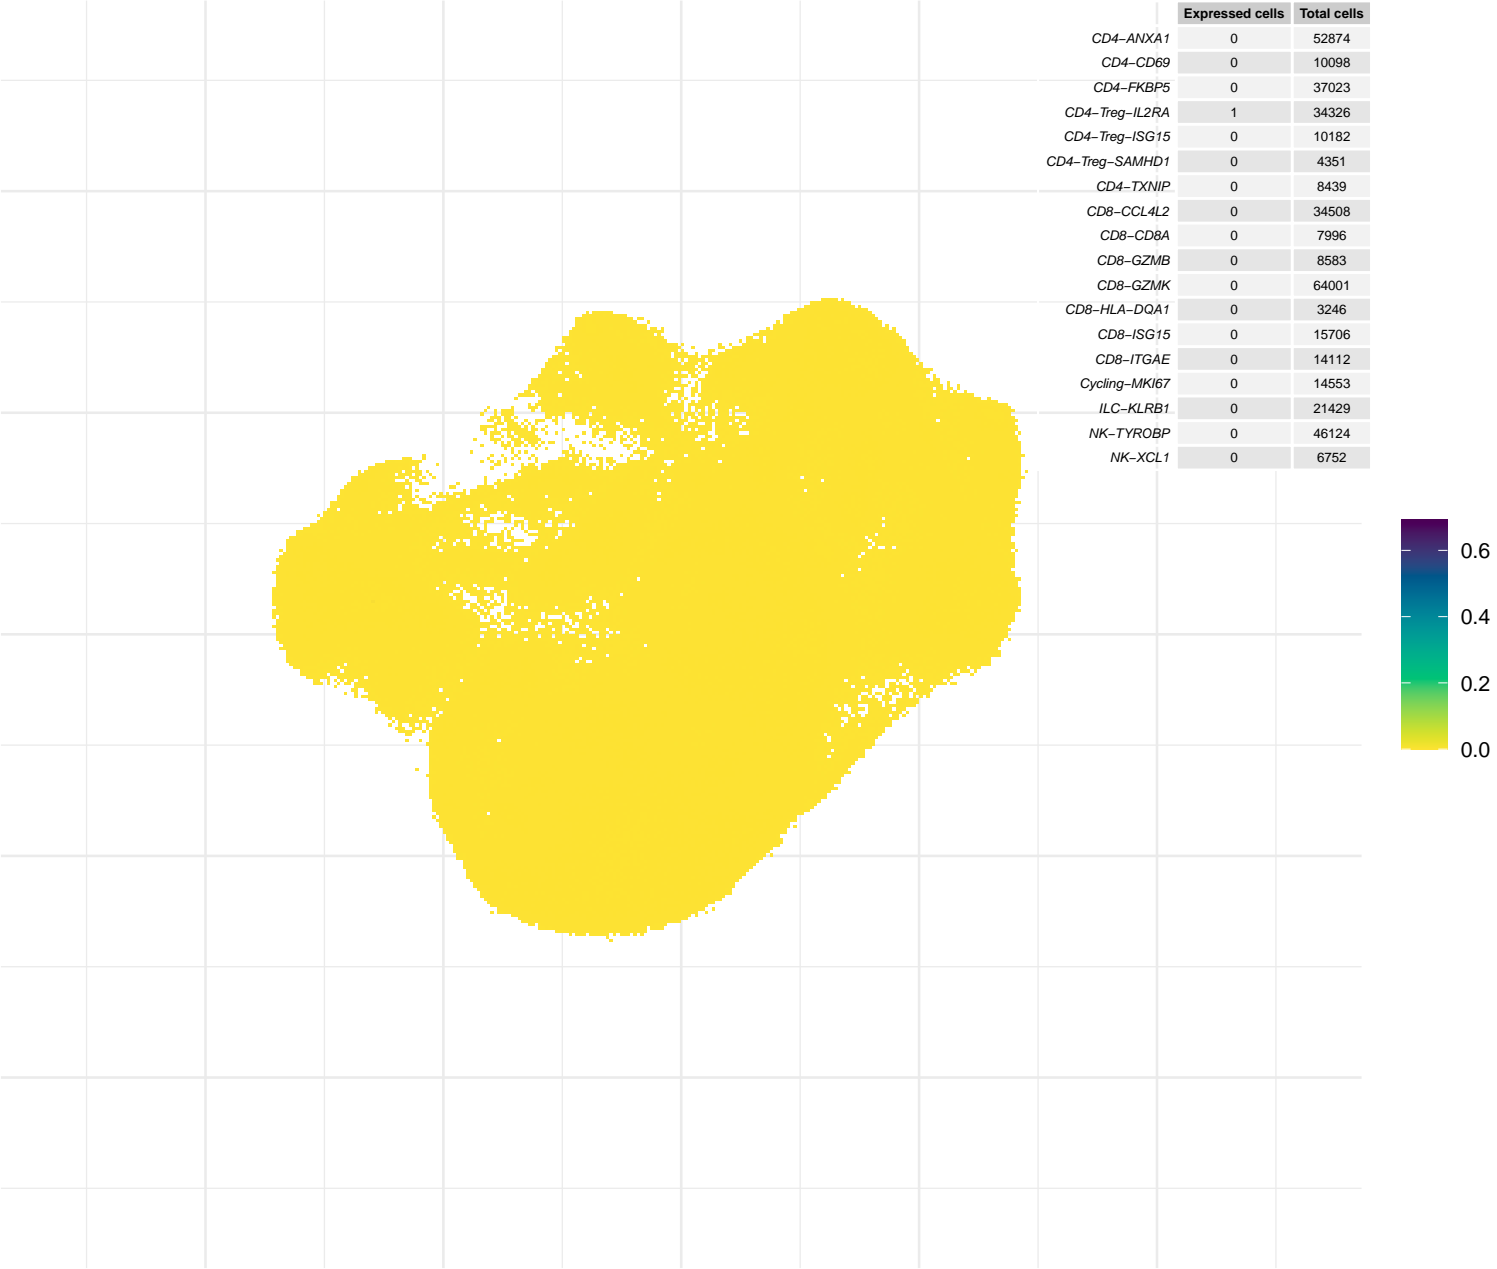 Expressed cells Total cells
CD4−ANXA1 0 52874
CD4−CD69 0 10098
CD4−FKBP5 0 37023
CD4−Treg−IL2RA 1 34326
CD4−Treg−ISG15 0 10182
CD4−Treg−SAMHD1 0 4351
CD4−TXNIP 0 8439
CD8−CCL4L2 0 34508
CD8−CD8A 0 7996
CD8−GZMB 0 8583
CD8−GZMK 0 64001
CD8−HLA−DQA1 0 3246
CD8−ISG15 0 15706
CD8−ITGAE 0 14112
Cycling−MKI67 0 14553
ILC−KLRB1 0 21429
NK−TYROBP 0 46124
NK−XCL1 0 6752
0.6
0.4
0.2
0.0